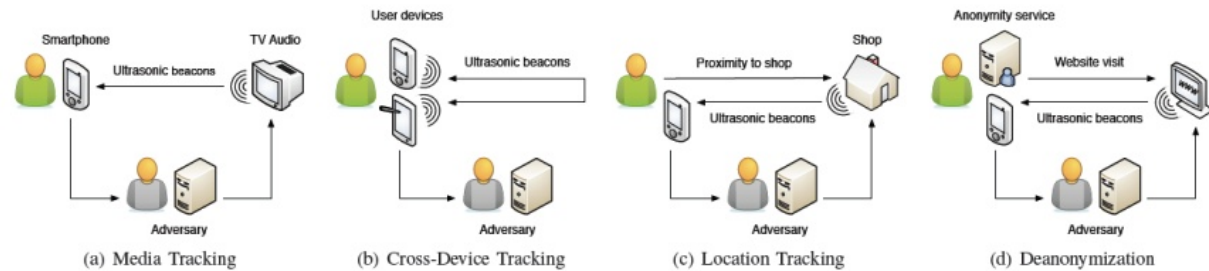 Smartphone
TV Audio
Ultrasonic beacons
Adversary
(a) Media Tracking
User devices
Ultrasonic beacons
Adversary
(b) Cross-Device Tracking
Shop
Proximity to shop
Ultrasonic beacons
Adversary
(c) Location Tracking
Anonymity service
Website visit
WWW
Ultrasonic beacons
Adversary
(d) Deanonymization